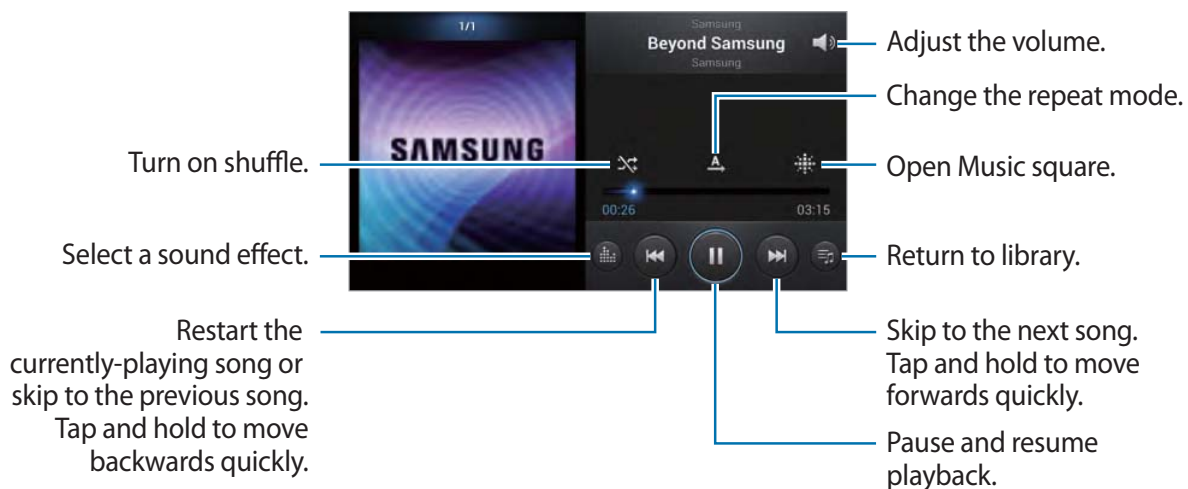 1/1
Samsung
Beyond Samsung
Samsung
SAMSUNG
A
00:26
03:15
Adjust the volume.
Change the repeat mode.
Turn on shuffle.
Open Music square.
Select a sound effect.
Return to library.
Restart the
currently-playing song or
skip to the previous song.
Tap and hold to move
backwards quickly.
Skip to the next song.
Tap and hold to move
forwards quickly.
Pause and resume
playback.